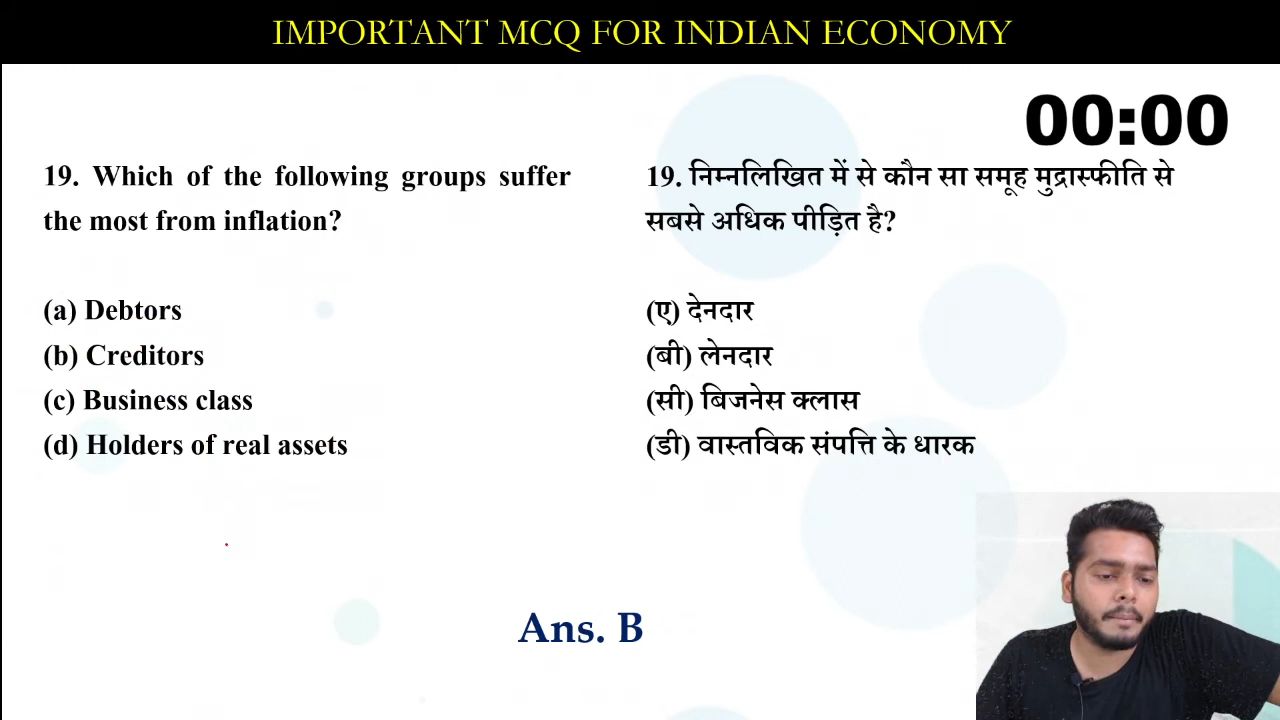 IMPORTANT MCQ FOR INDIAN ECONOMY
00:00
19. Which of the following groups suffer
the most from inflation?
(a) Debtors
(b) Creditors
(c) Business class
(d) Holders of real assets
19. निम्नलिखित में से कौन सा समूह मुद्रास्फीति से
सबसे अधिक पीड़ित है?
(ए) देनदार
(बी) लेनदार
(सी) बिजनेस क्लास
(डी) वास्तविक संपत्ति के धारक
Ans. B